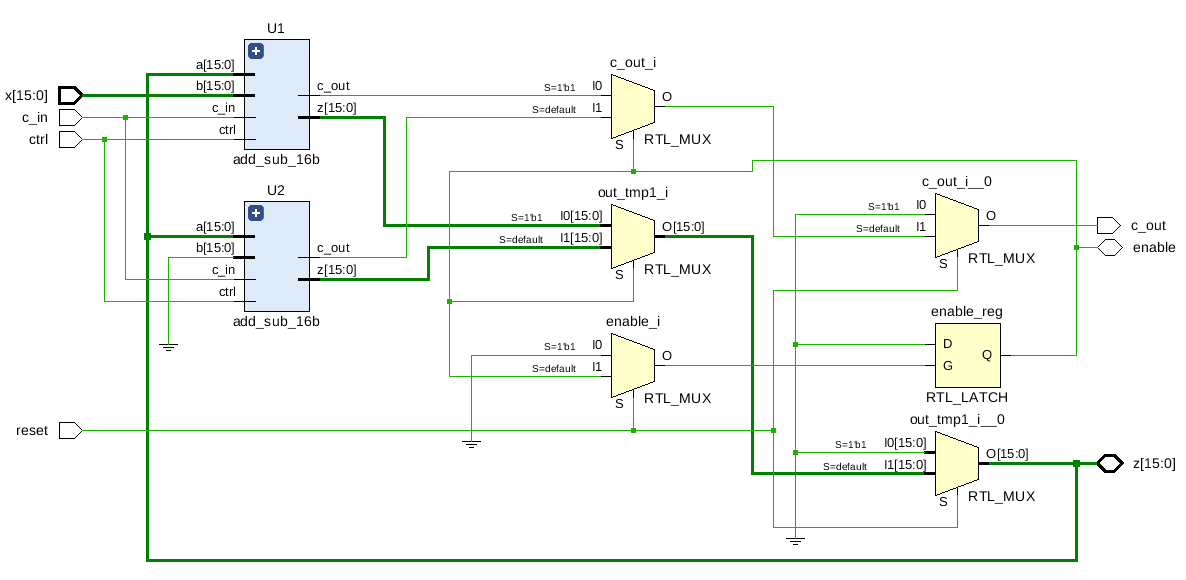 U1
a[15:0]
b[15:0]
c_in
ctrl
c_out
z[15:0]
add_sub_16b
x[15:0]
c_in
ctrl
U2
a[15:0]
b[15:0]
c_in
ctrl
c_out
z[15:0]
add_sub_16b
reset
c_out_i
S=1'b1 I0
S=default I1
O
S RTL_MUX
out_tmp1_i
S=1'b1 I0[15:0]
S=default I1[15:0]
O[15:0]
S RTL_MUX
enable_i
S=1'b1 I0
S=default I1
O
S RTL_MUX
c_out_i__0
S=1'b1 I0
S=default I1
O
S RTL_MUX
enable_reg
D
G
Q
RTL_LATCH
out_tmp1_i__0
S=1'b1 I0[15:0]
S=default I1[15:0]
O[15:0]
S RTL_MUX
c_out
enable
z[15:0]